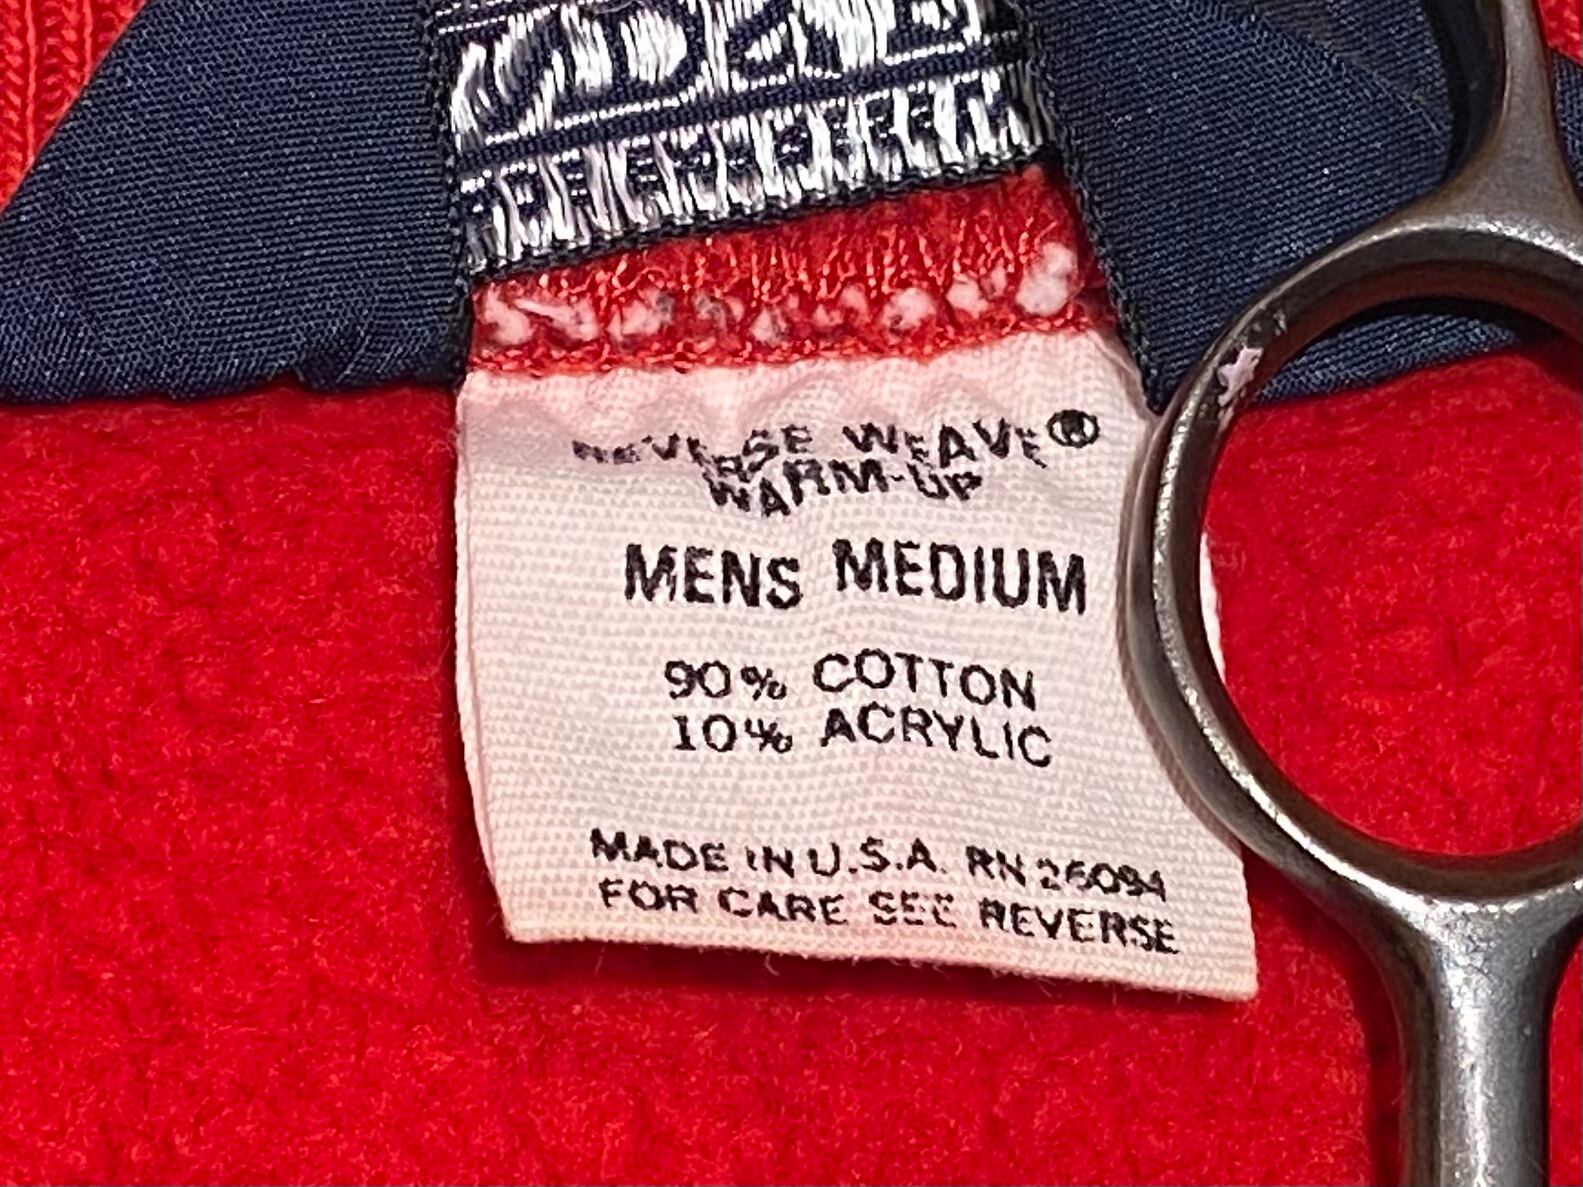 REVERSE WEAVE®
WARM-UP
MENS MEDIUM
90% COTTON
10% ACRYLIC
MADE IN U.S.A. RN 26094
FOR CARE SEE REVERSE